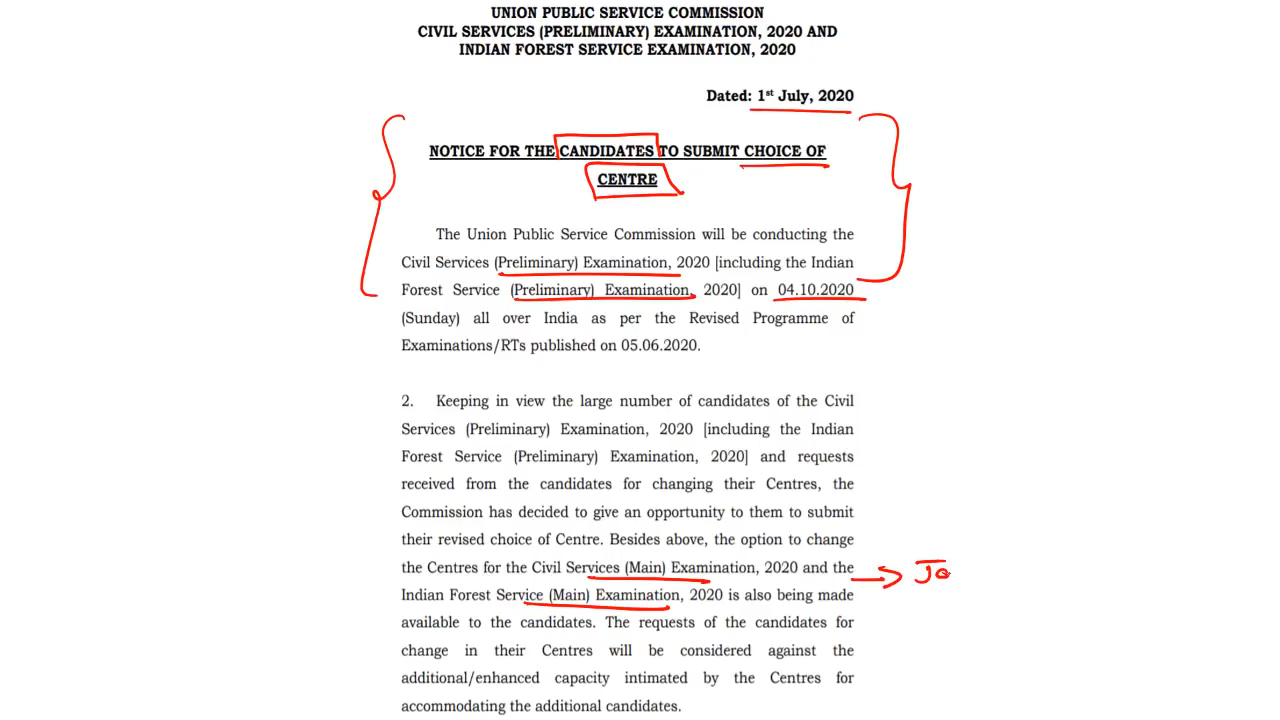 UNION PUBLIC SERVICE COMMISSION
CIVIL SERVICES (PRELIMINARY) EXAMINATION, 2020 AND
INDIAN FOREST SERVICE EXAMINATION, 2020
Dated: 1st July, 2020
NOTICE FOR THE CANDIDATES TO SUBMIT CHOICE OF
CENTRE
The Union Public Service Commission will be conducting the
Civil Services (Preliminary) Examination, 2020 [including the Indian
Forest Service (Preliminary) Examination, 2020] on 04.10.2020
(Sunday) all over India as per the Revised Programme of
Examinations/RTs published on 05.06.2020.
2. Keeping in view the large number of candidates of the Civil
Services (Preliminary) Examination, 2020 [including the Indian
Forest Service (Preliminary) Examination, 2020] and requests
received from the candidates for changing their Centres, the
Commission has decided to give an opportunity to them to submit
their revised choice of Centre. Besides above, the option to change
the Centres for the Civil Services (Main) Examination, 2020 and the
Indian Forest Service (Main) Examination, 2020 is also being made
available to the candidates. The requests of the candidates for
change in their Centres will be considered against the
additional/enhanced capacity intimated by the Centres for
accommodating the additional candidates.